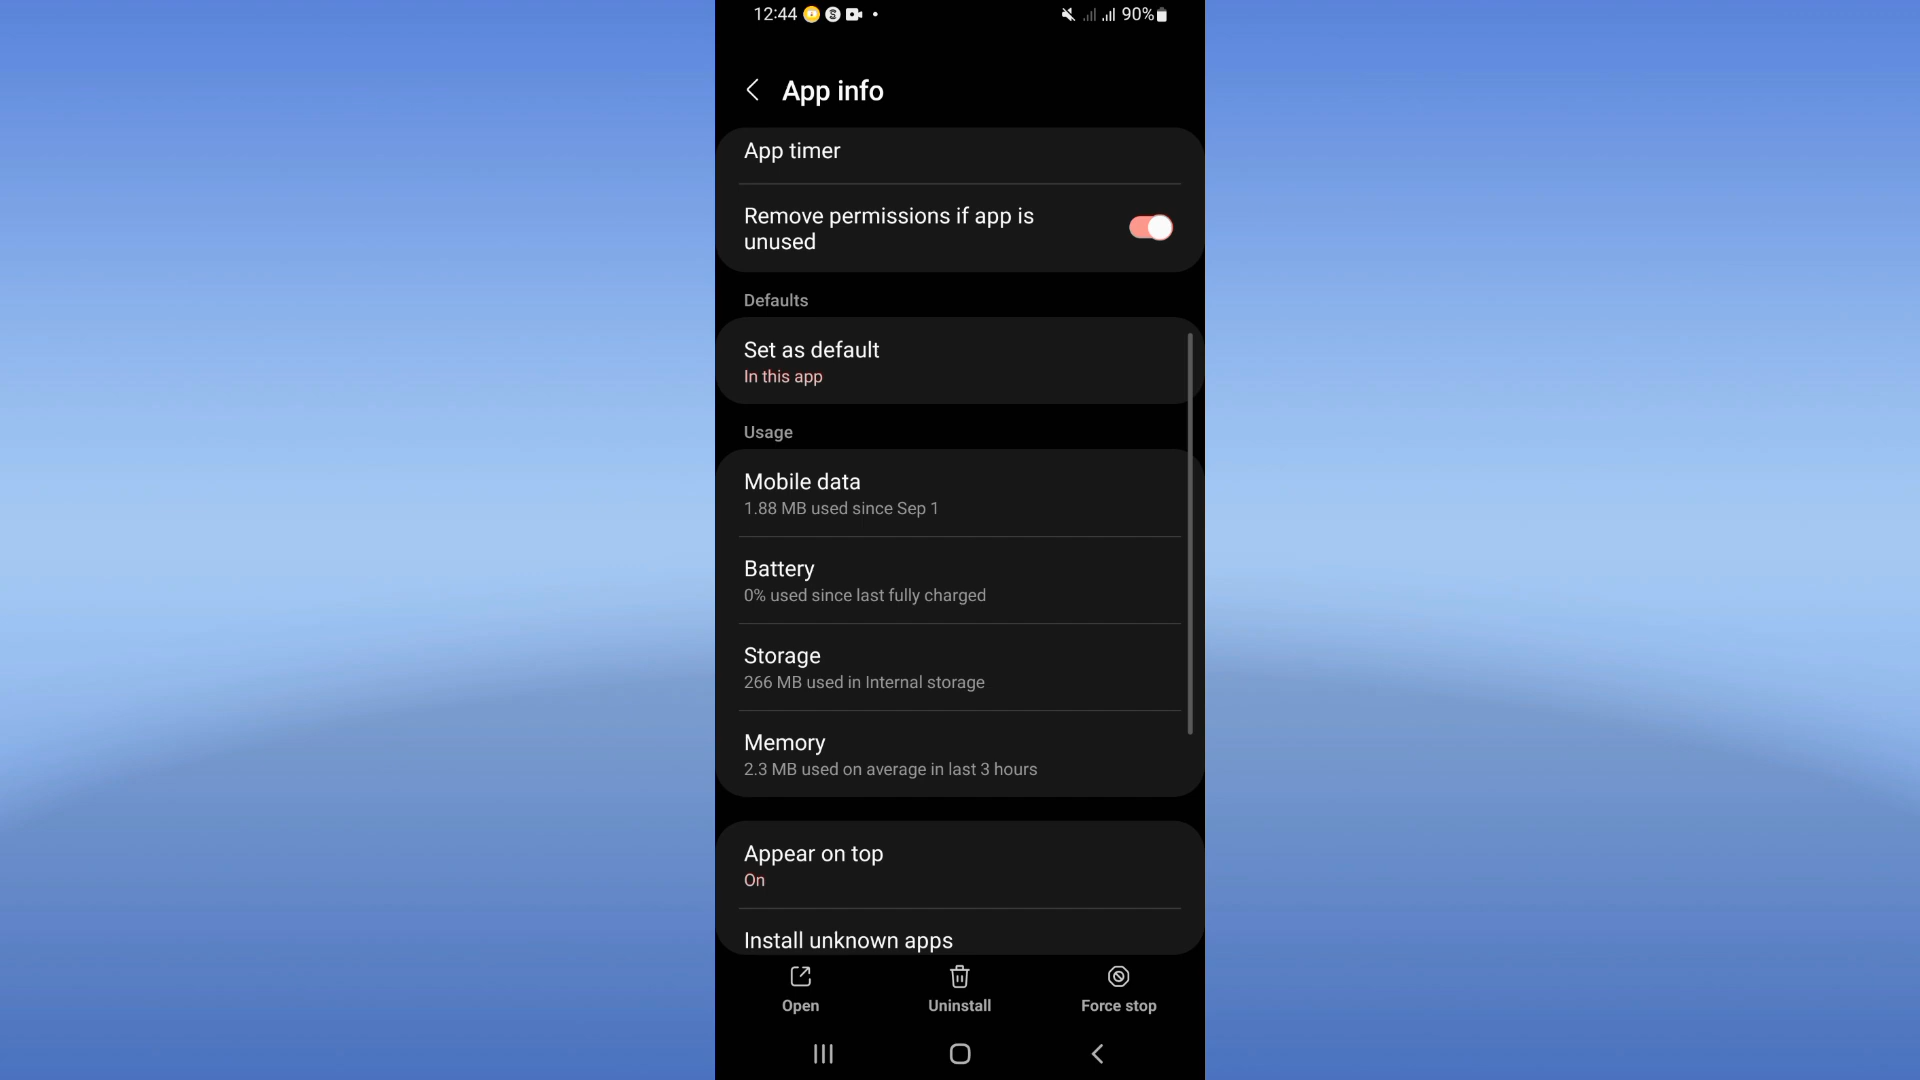 12:44
90%
App info
App timer
Remove permissions if app is
unused
Defaults
Set as default
In this app
Usage
Mobile data
1.88 MB used since Sep 1
Battery
0% used since last fully charged
Storage
266 MB used in Internal storage
Memory
2.3 MB used on average in last 3 hours
Appear on top
On
Install unknown apps
Open
Uninstall
Force stop